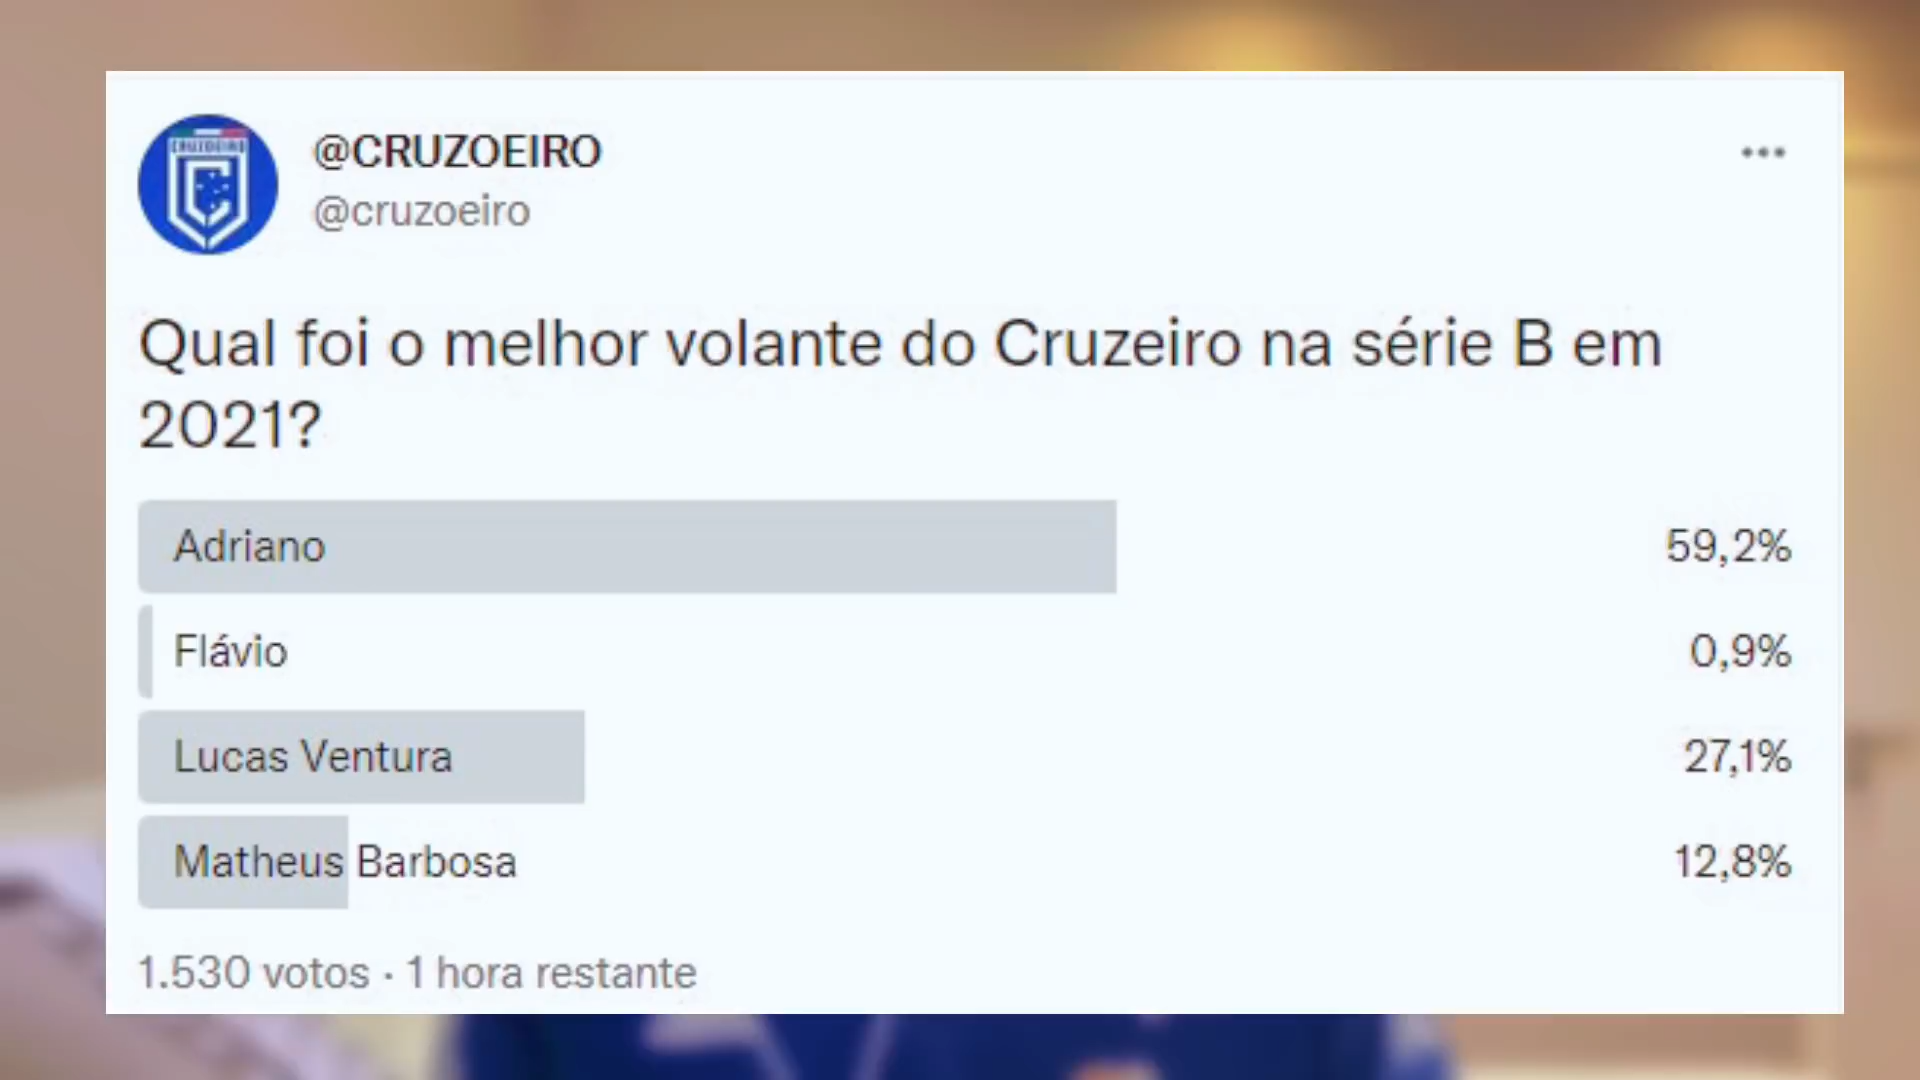 CRUZOEIRO
@CRUZOEIRO
@cruzoeiro
Qual foi o melhor volante do Cruzeiro na série B em
2021?
Adriano 59,2%
Flávio 0,9%
Lucas Ventura 27,1%
Matheus Barbosa 12,8%
1.530 votos · 1 hora restante